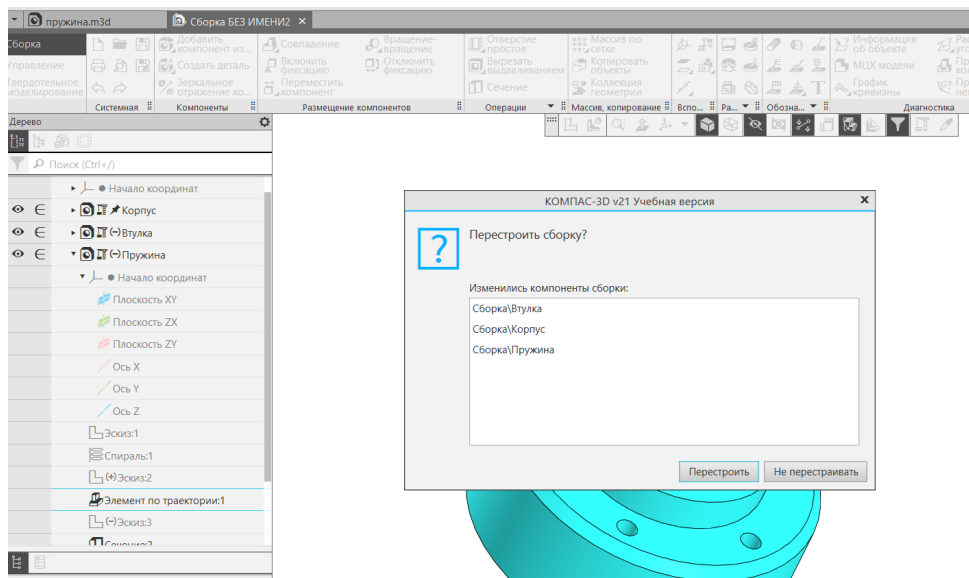 пружина.m3d
Сборка БЕЗ ИМЕНИ2 ×
Сборка
Управление
Твердотельное моделирование
Системная
Добавить компонент из...
Создать деталь
Зеркальное отражение ко...
Компоненты
Совпадение
Включить фиксацию
Переместить компонент
Вращение-вращение
Отключить фиксацию
Размещение компонентов
Отверстие простое
Вырезать выдавливанием
Сечение
Операции
Массив по сетке
Копировать объекты
Коллекция геометрии
Массив, копирование
Вспо...
Ра...
Обозна...
Информация об объекте
МЦХ модели
График кривизны
Диагностика
Дерево
Поиск (Ctrl+/)
Начало координат
Корпус
(-)Втулка
(-)Пружина
Начало координат
Плоскость XY
Плоскость ZX
Плоскость ZY
Ось X
Ось Y
Ось Z
Эскиз:1
Спираль:1
(+)Эскиз:2
Элемент по траектории:1
(-)Эскиз:3
Сечение:2
КОМПАС-3D v21 Учебная версия
Перестроить сборку?
Изменились компоненты сборки:
Сборка\Втулка
Сборка\Корпус
Сборка\Пружина
Перестроить
Не перестраивать